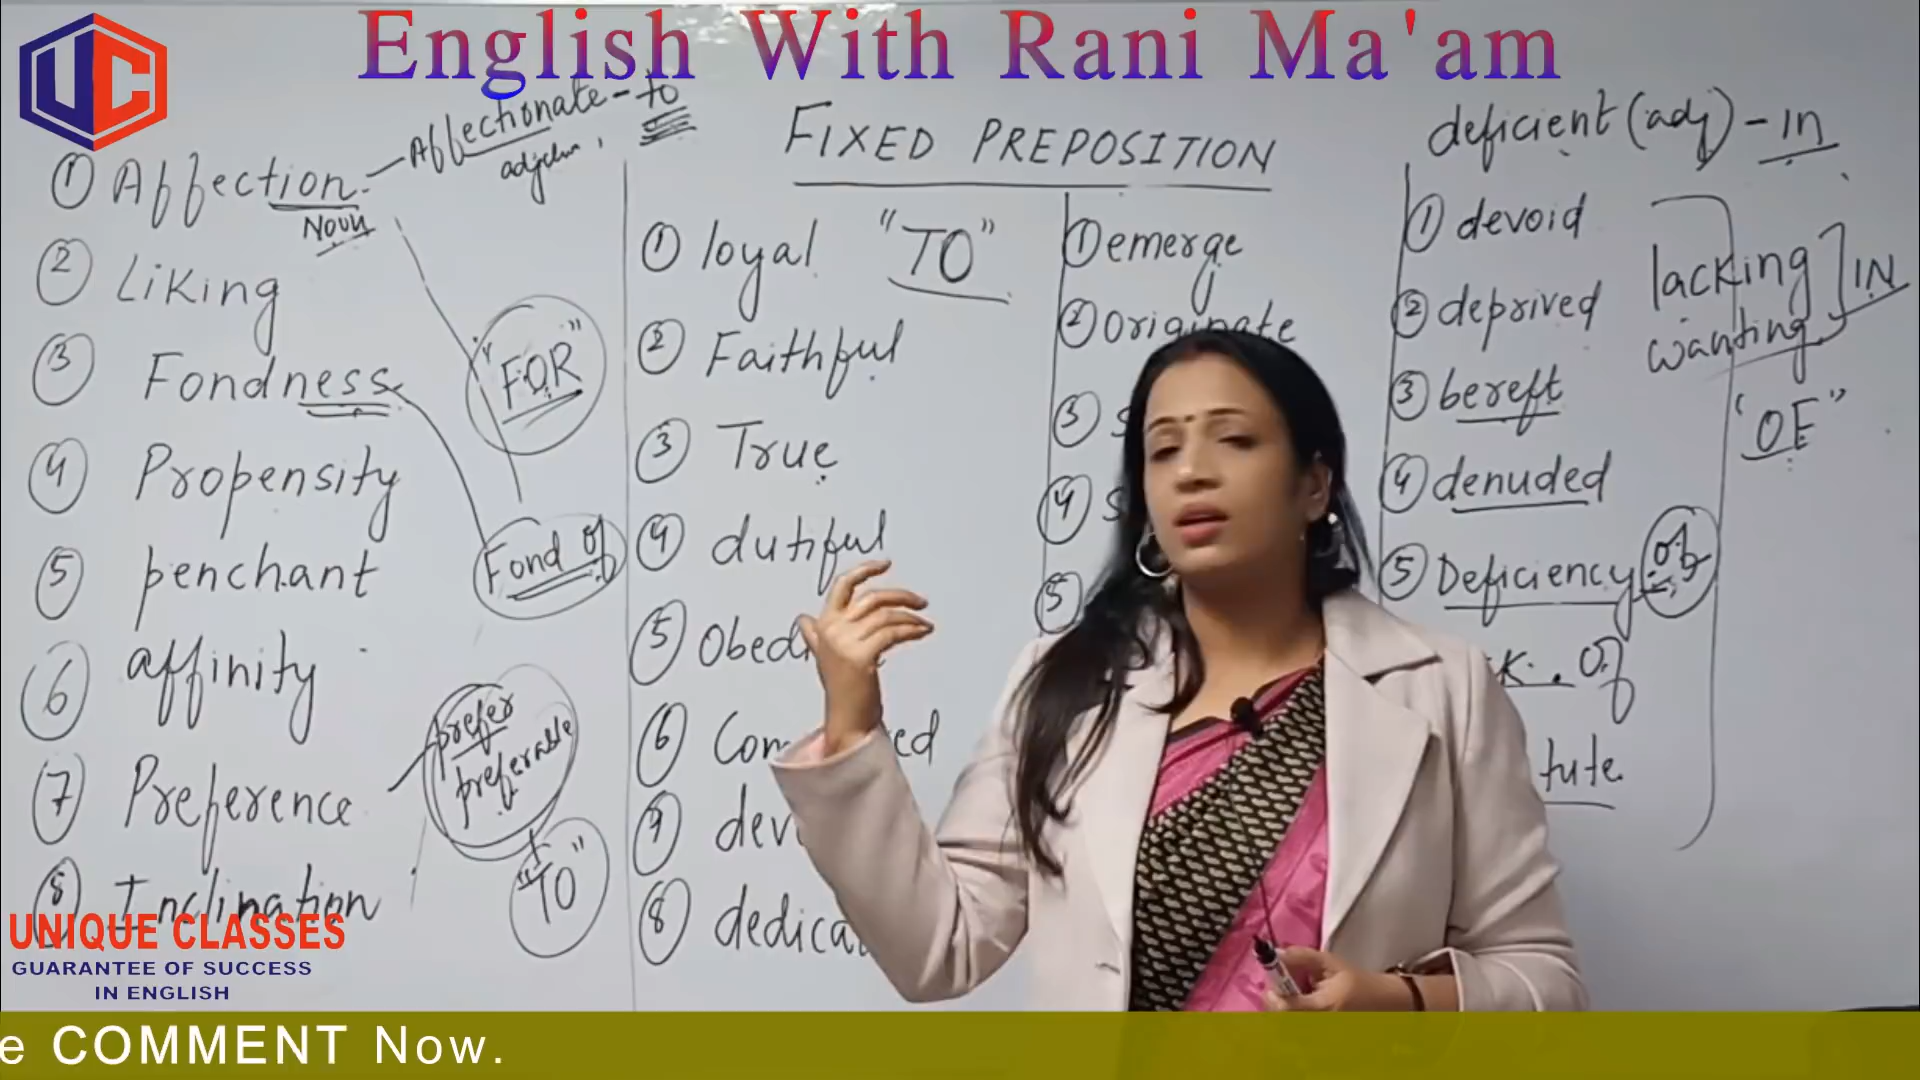 English With Rani Ma'am
UC
FIXED PREPOSITION
① Affection - Affectionate - to
Noun
adjective
② Liking
③ Fondness
"FOR"
④ Propensity
Fond of
⑤ penchant
⑥ affinity
⑦ Preference
prefer
preferable
+
"TO"
⑧ Inclination
① loyal "TO"
② Faithful
③ True
④ dutiful
⑤ Obed
⑥ Com ed
⑦ dev
⑧ dedica
① emerge
② Originate
③ S
④ S
⑤
deficient (adj) - in
① devoid
② deprived
③ bereft
④ denuded
⑤ Deficiency of
k. of
tute
lacking
wanting
] IN
"OF"
UNIQUE CLASSES
GUARANTEE OF SUCCESS
IN ENGLISH
e COMMENT Now.